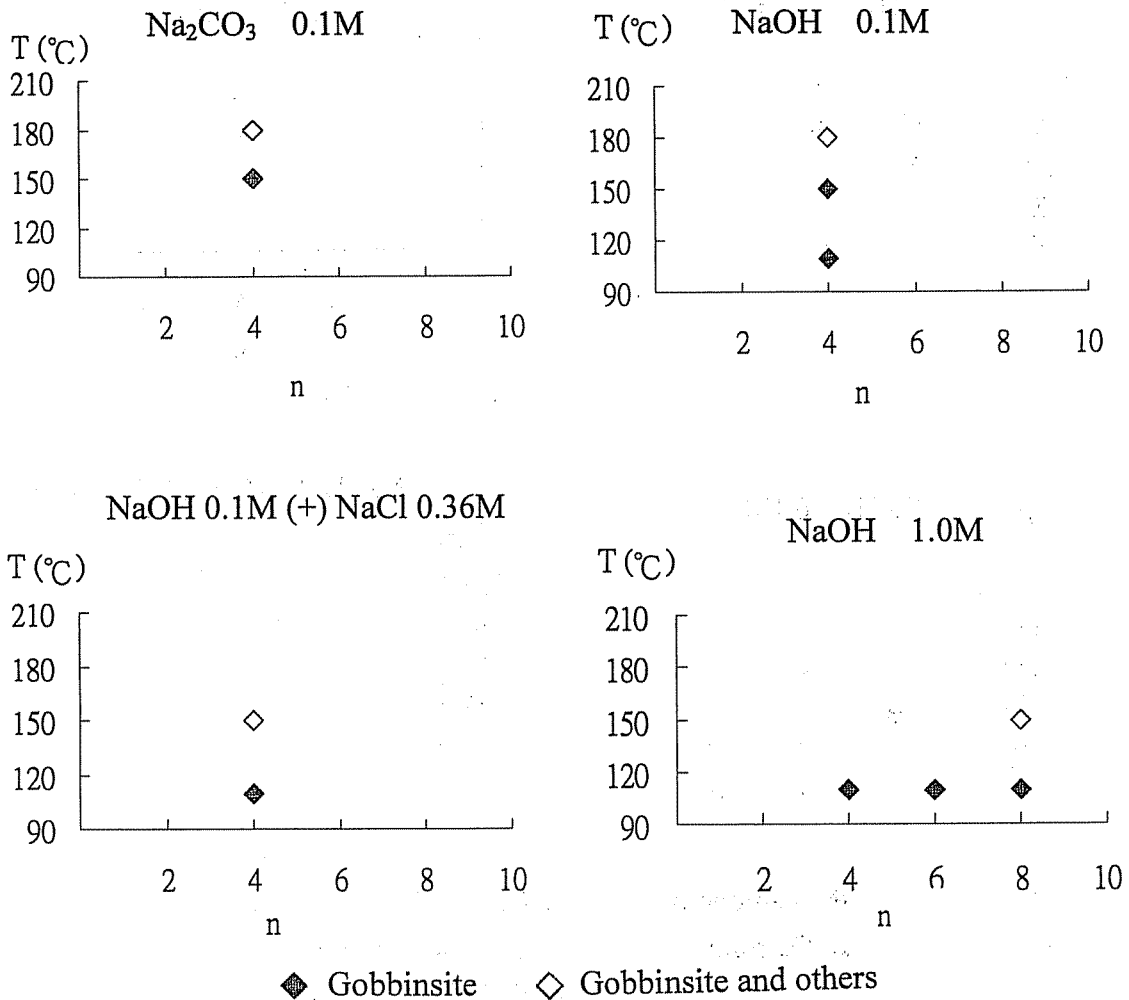 Na₂CO₃ 0.1M
T (℃)
210
180
150
120
90
2 4 6 8 10
n
NaOH 0.1M
T (℃)
210
180
150
120
90
2 4 6 8 10
n
NaOH 0.1M (+) NaCl 0.36M
T (℃)
210
180
150
120
90
2 4 6 8 10
n
NaOH 1.0M
T (℃)
210
180
150
120
90
2 4 6 8 10
n
Gobbinsite Gobbinsite and others